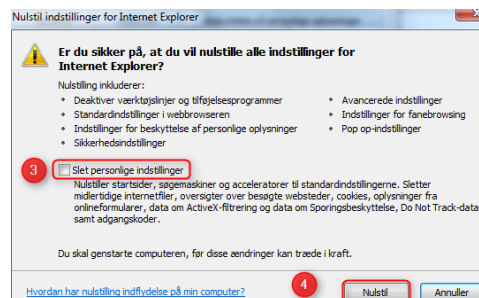 Nulstil indstillinger for Internet Explorer
Er du sikker på, at du vil nulstille alle indstillinger for
Internet Explorer?
Nulstilling inkluderer:
• Deaktiver værktøjslinjer og tilføjelsesprogrammer
• Standardindstillinger i webbrowseren
• Indstillinger for beskyttelse af personlige oplysninger
• Sikkerhedsindstillinger
• Avancerede indstillinger
• Indstillinger for fanebrowsing
• Pop op-indstillinger
3
Slet personlige indstillinger
Nulstiller startsider, søgemaskiner og acceleratorer til standardindstillingerne. Sletter
midlertidige internetfiler, oversigter over besøgte websteder, cookies, oplysninger fra
onlineformularer, data om ActiveX-filtrering og data om Sporingsbeskyttelse, Do Not Track-data
samt adgangskoder.
Du skal genstarte computeren, før disse ændringer kan træde i kraft.
Hvordan har nulstilling indflydelse på min computer?
4
Nulstil
Annuller